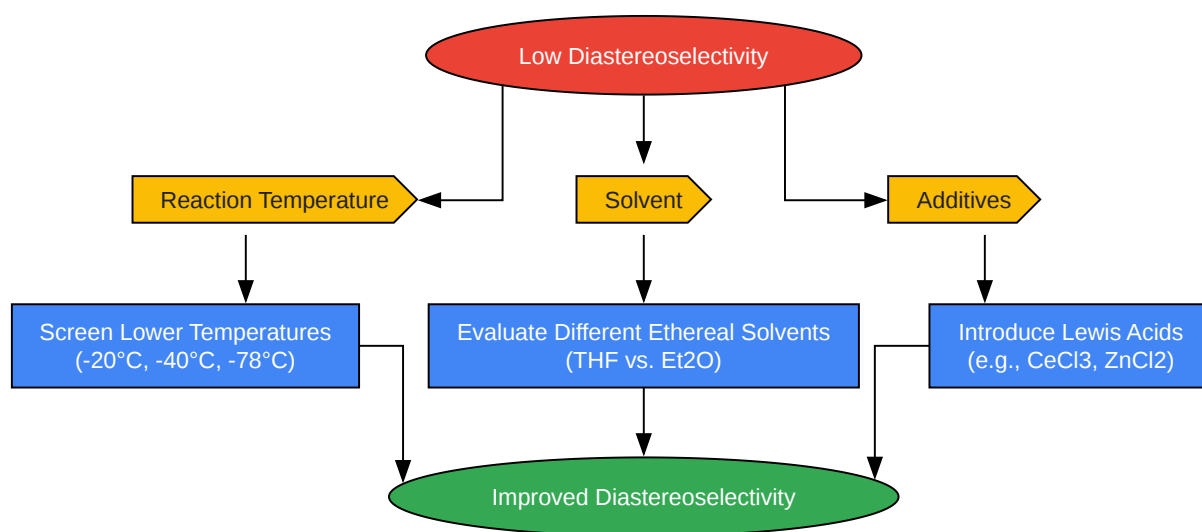 Low Diastereoselectivity
Reaction Temperature
Solvent
Additives
Screen Lower Temperatures
(-20°C, -40°C, -78°C)
Evaluate Different Ethereal Solvents
(THF vs. Et2O)
Introduce Lewis Acids
(e.g., CeCl3, ZnCl2)
Improved Diastereoselectivity